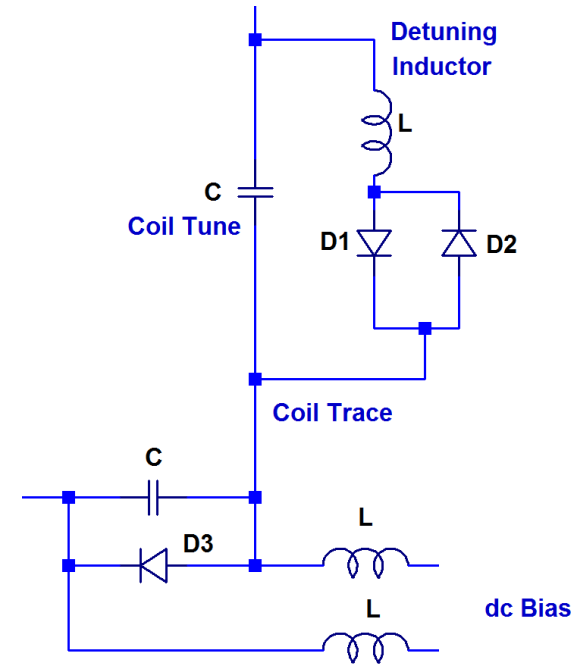 Detuning
Inductor
L
C
Coil Tune
D1
D2
Coil Trace
C
D3
L
L
dc Bias